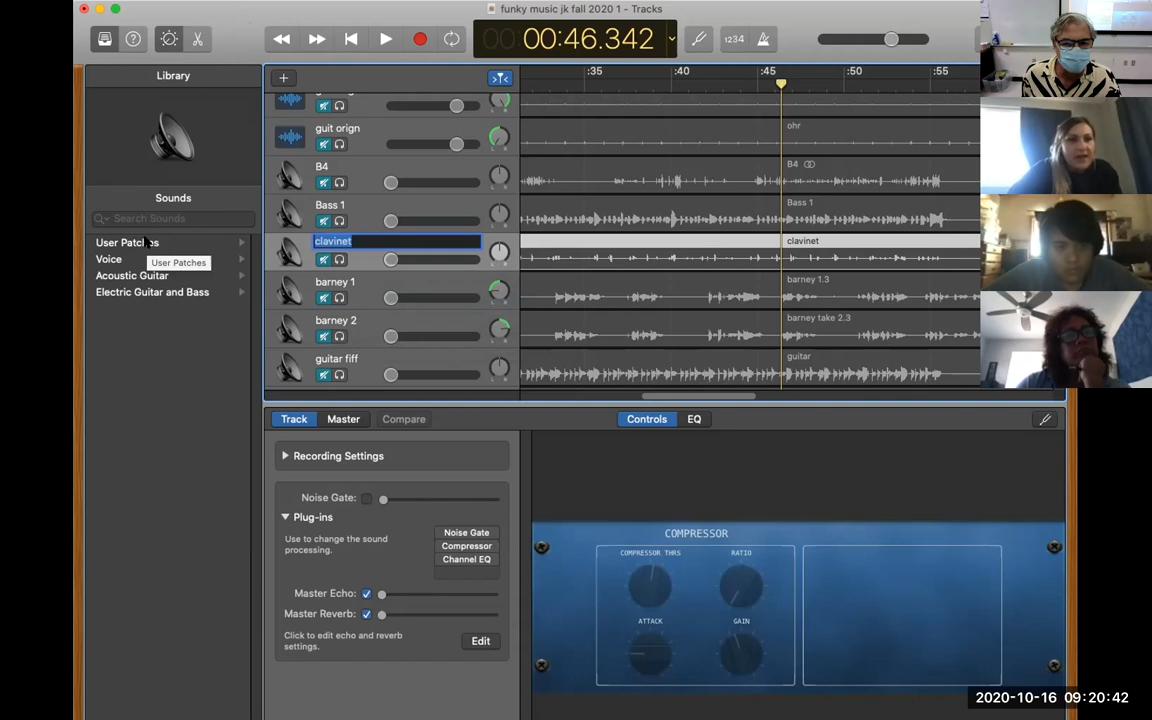 funky music jk fall 2020 1 - Tracks
00:46.342
1234
Library
:35
:40
:45
:50
:55
guit orign
ohr
B4
B4
Sounds
Search Sounds
Bass 1
Bass 1
User Patches
clavinet
clavinet
Voice
User Patches
Acoustic Guitar
barney 1
barney 1.3
Electric Guitar and Bass
barney 2
barney take 2.3
guitar fiff
guitar
Track
Master
Compare
Controls
EQ
Recording Settings
Noise Gate:
Plug-ins
Use to change the sound
processing.
Noise Gate
Compressor
Channel EQ
Master Echo:
Master Reverb:
Click to edit echo and reverb
settings.
Edit
COMPRESSOR
COMPRESSOR THRS
RATIO
ATTACK
GAIN
2020-10-16 09:20:42